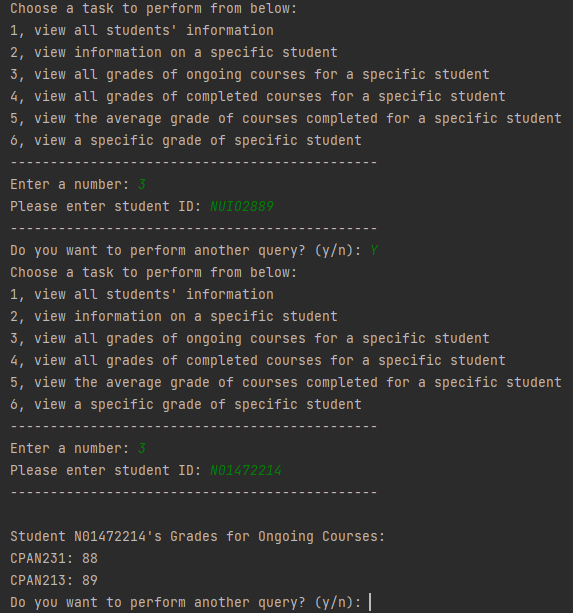 Choose a task to perform from below:
1, view all students' information
2, view information on a specific student
3, view all grades of ongoing courses for a specific student
4, view all grades of completed courses for a specific student
5, view the average grade of courses completed for a specific student
6, view a specific grade of specific student
----------------------------------------------
Enter a number: 3
Please enter student ID: NUIO2889
----------------------------------------------
Do you want to perform another query? (y/n): Y
Choose a task to perform from below:
1, view all students' information
2, view information on a specific student
3, view all grades of ongoing courses for a specific student
4, view all grades of completed courses for a specific student
5, view the average grade of courses completed for a specific student
6, view a specific grade of specific student
----------------------------------------------
Enter a number: 3
Please enter student ID: N01472214
----------------------------------------------
Student N01472214's Grades for Ongoing Courses:
CPAN231: 88
CPAN213: 89
Do you want to perform another query? (y/n):